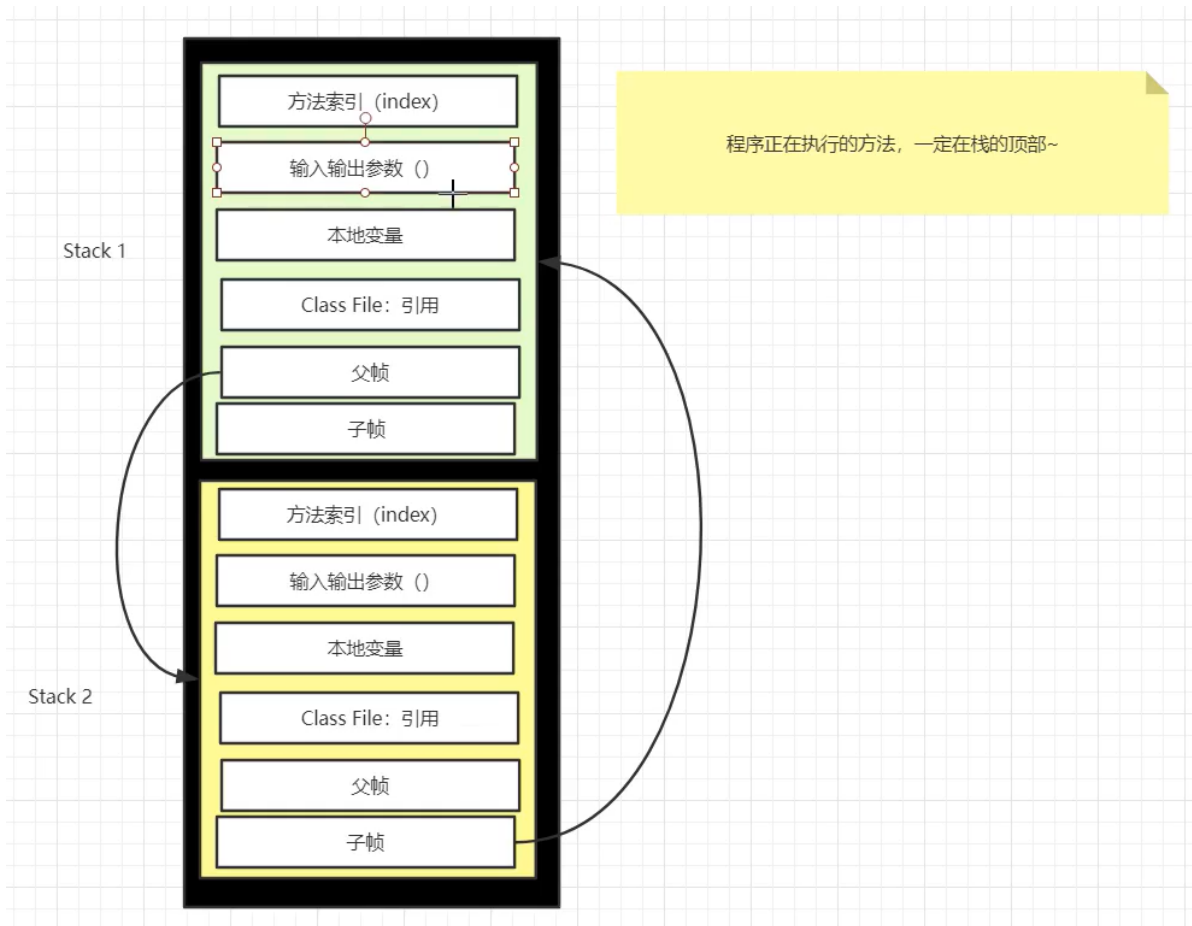 方法索引（index）
输入输出参数（）
本地变量
Class File：引用
父帧
子帧
Stack 1
方法索引（index）
输入输出参数（）
本地变量
Class File：引用
父帧
子帧
Stack 2
程序正在执行的方法，一定在栈的顶部~